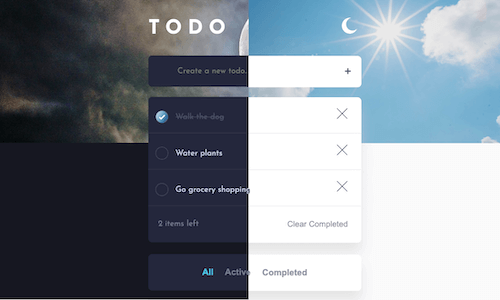 TODO
Create a new todo.
+
Walk the dog
Water plants
Go grocery shopping
2 items left Clear Completed
All Active Completed